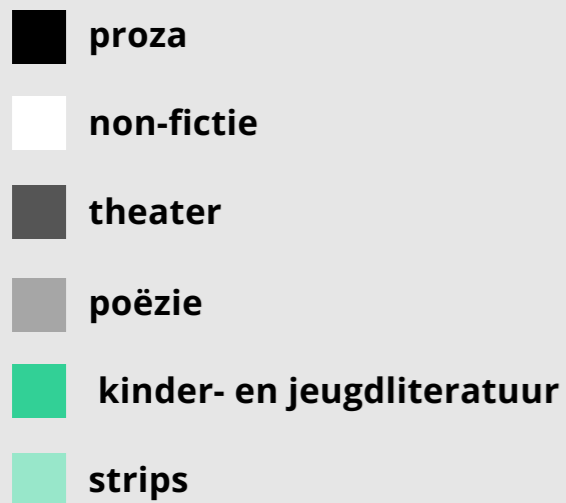 proza
non-fictie
theater
poëzie
kinder- en jeugdliteratuur
strips